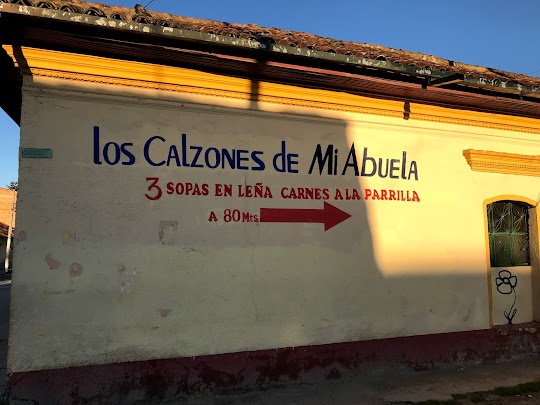 los Calzones de Mi Abuela
3 SOPAS EN LEÑA CARNES A LA PARRILLA
A 80 Mts